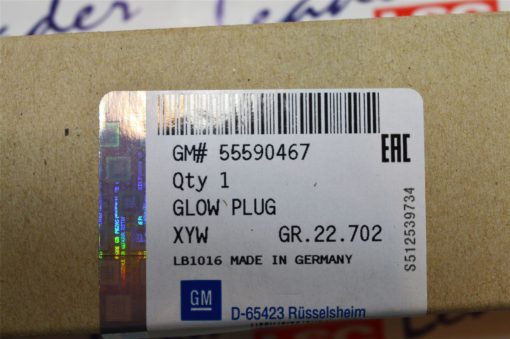 Leader
GM# 55590467
EAC
Qty 1
GLOW PLUG
XYW GR.22.702
LB1016 MADE IN GERMANY
GM
D-65423 Rüsselsheim
S512539734